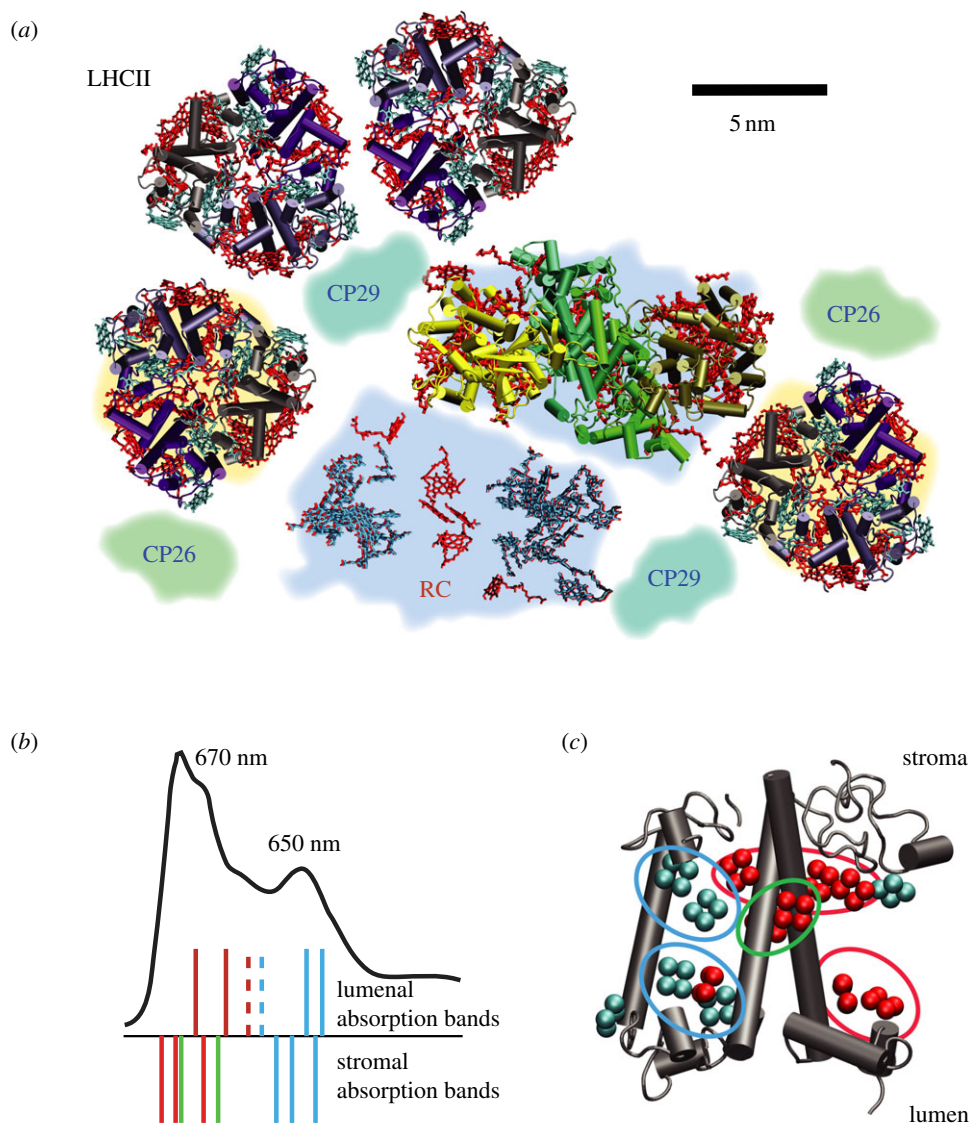 (a)
LHCII
5 nm
CP29
CP26
CP26
RC
CP29
(b)
670 nm
650 nm
lumenal
absorption bands
stromal
absorption bands
(c)
stroma
lumen